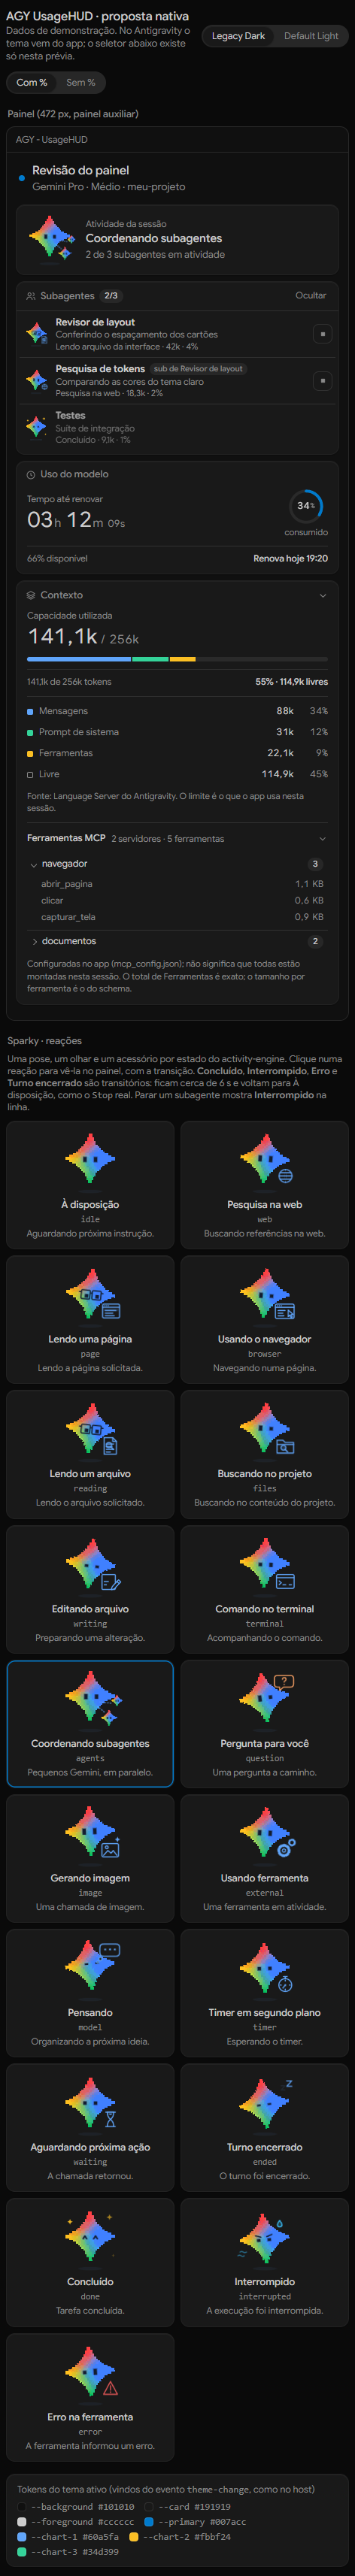 AGY UsageHUD · proposta nativa
Dados de demonstração. No Antigravity o
tema vem do app; o seletor abaixo existe
só nesta prévia.
Legacy Dark
Default Light
Com %
Sem %
Painel (472 px, painel auxiliar)
AGY - UsageHUD
Revisão do painel
Gemini Pro · Médio · meu-projeto
Atividade da sessão
Coordenando subagentes
2 de 3 subagentes em atividade
Subagentes 2/3
Ocultar
Revisor de layout
Conferindo o espaçamento dos cartões
Lendo arquivo da interface · 42k · 4%
Pesquisa de tokens sub de Revisor de layout
Comparando as cores do tema claro
Pesquisa na web · 18,3k · 2%
Testes
Suíte de integração
Concluído · 9,1k · 1%
Uso do modelo
Tempo até renovar
03h 12m 09s
34%
consumido
66% disponível
Renova hoje 19:20
Contexto
Capacidade utilizada
141,1k / 256k
141,1k de 256k tokens
55% · 114,9k livres
Mensagens 88k 34%
Prompt de sistema 31k 12%
Ferramentas 22,1k 9%
Livre 114,9k 45%
Fonte: Language Server do Antigravity. O limite é o que o app usa nesta
sessão.
Ferramentas MCP 2 servidores · 5 ferramentas
navegador 3
abrir_pagina 1,1 KB
clicar 0,6 KB
capturar_tela 0,9 KB
documentos 2
Configuradas no app (mcp_config.json); não significa que todas estão
montadas nesta sessão. O total de Ferramentas é exato; o tamanho por
ferramenta é o do schema.
Sparky · reações
Uma pose, um olhar e um acessório por estado do activity-engine. Clique numa
reação para vê-la no painel, com a transição. Concluído, Interrompido, Erro e
Turno encerrado são transitórios: ficam cerca de 6 s e voltam para À
disposição, como o Stop real. Parar um subagente mostra Interrompido na
linha.
À disposição
idle
Aguardando próxima instrução.
Pesquisa na web
web
Buscando referências na web.
Lendo uma página
page
Lendo a página solicitada.
Usando o navegador
browser
Navegando numa página.
Lendo um arquivo
reading
Lendo o arquivo solicitado.
Buscando no projeto
files
Buscando no conteúdo do projeto.
Editando arquivo
writing
Preparando uma alteração.
Comando no terminal
terminal
Acompanhando o comando.
Coordenando subagentes
agents
Pequenos Gemini, em paralelo.
?
Pergunta para você
question
Uma pergunta a caminho.
Gerando imagem
image
Uma chamada de imagem.
Usando ferramenta
external
Uma ferramenta em atividade.
Pensando
model
Organizando a próxima ideia.
Timer em segundo plano
timer
Esperando o timer.
Aguardando próxima ação
waiting
A chamada retornou.
z
Turno encerrado
ended
O turno foi encerrado.
Concluído
done
Tarefa concluída.
Interrompido
interrupted
A execução foi interrompida.
Erro na ferramenta
error
A ferramenta informou um erro.
Tokens do tema ativo (vindos do evento theme-change, como no host)
--background #101010 --card #191919
--foreground #cccccc --primary #007acc
--chart-1 #60a5fa --chart-2 #fbbf24
--chart-3 #34d399